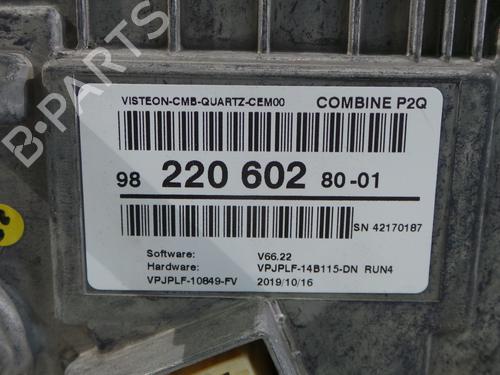 B-PARTS
VISTEON-CMB-QUARTZ-CEM00 COMBINE P2Q
98 220 602 80-01
SN 42170187
Software: V66.22
Hardware: VPJPLF-14B115-DN RUN4
VPJPLF-10849-FV 2019/10/16